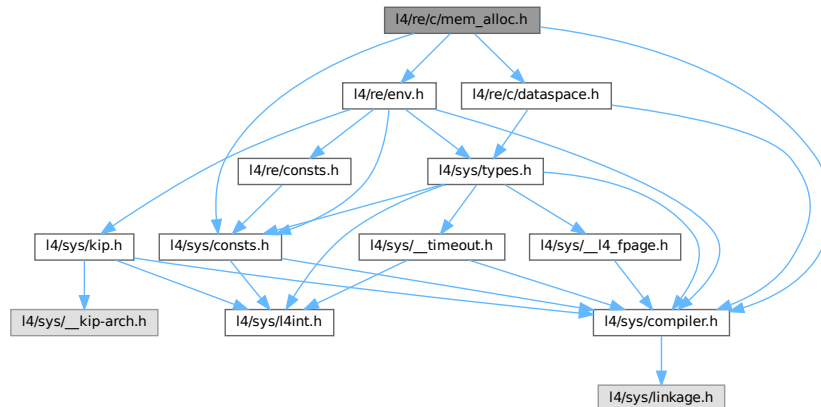 l4/re/c/mem_alloc.h
l4/re/env.h
l4/re/c/dataspace.h
l4/re/consts.h
l4/sys/types.h
l4/sys/kip.h
l4/sys/consts.h
l4/sys/__timeout.h
l4/sys/__l4_fpage.h
l4/sys/__kip-arch.h
l4/sys/l4int.h
l4/sys/compiler.h
l4/sys/linkage.h